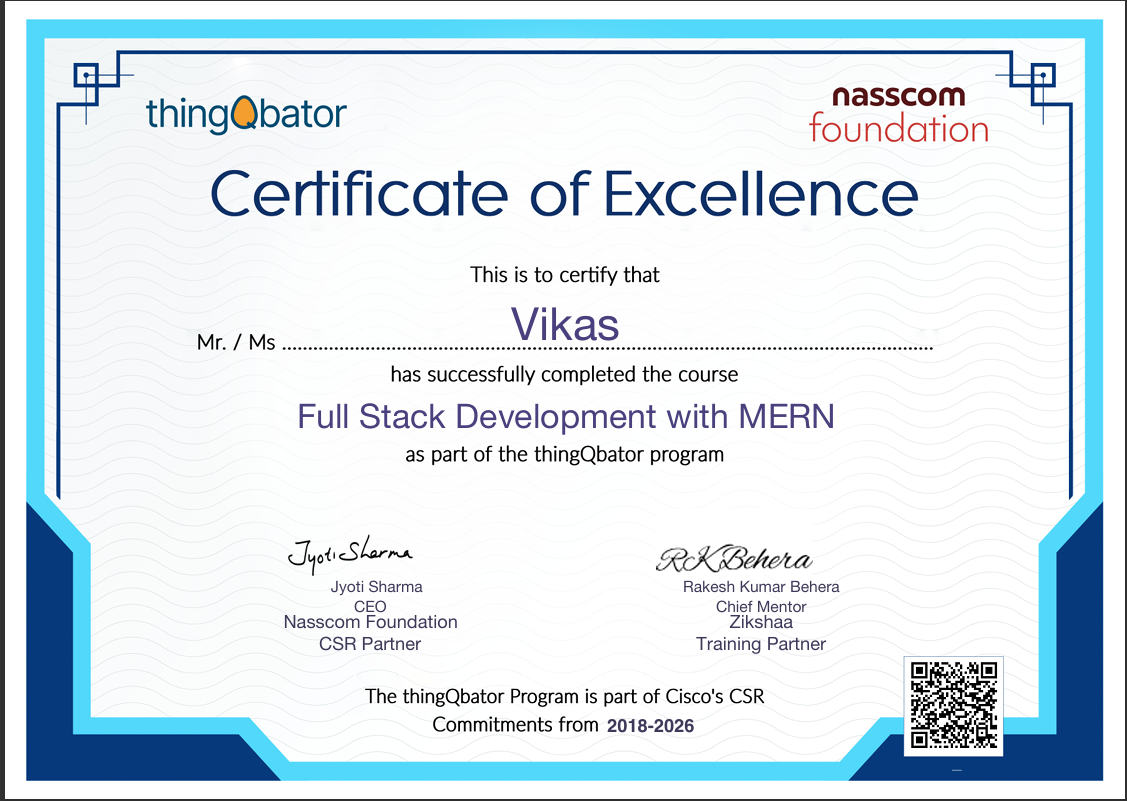 thingQbator
nasscom
foundation
Certificate of Excellence
This is to certify that
Vikas
Mr. / Ms ....................................................................................................................................
has successfully completed the course
Full Stack Development with MERN
as part of the thingQbator program
Jyoti Sharma
RKBehera
Jyoti Sharma
CEO
Nasscom Foundation
CSR Partner
Rakesh Kumar Behera
Chief Mentor
Zikshaa
Training Partner
The thingQbator Program is part of Cisco's CSR
Commitments from 2018-2026